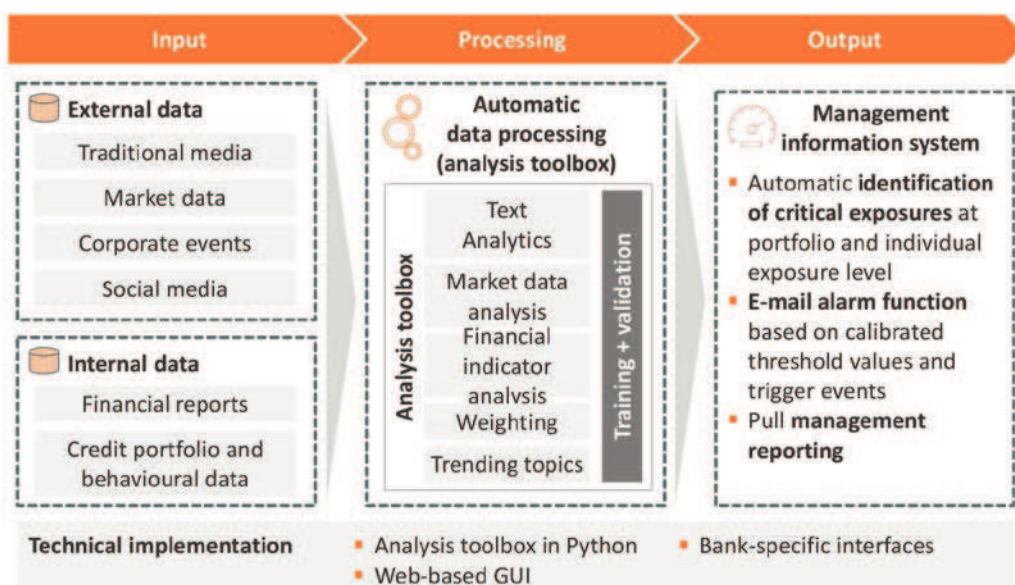 Input
Processing
Output
External data
Traditional media
Market data
Corporate events
Social media
Internal data
Financial reports
Credit portfolio and
behavioural data
Automatic
data processing
(analysis toolbox)
Analysis toolbox
Text
Analytics
Market data
analysis
Financial
indicator
analysis
Weighting
Trending topics
Training + validation
Management
information system
▪ Automatic identification
of critical exposures at
portfolio and individual
exposure level
▪ E-mail alarm function
based on calibrated
threshold values and
trigger events
▪ Pull management
reporting
Technical implementation
▪ Analysis toolbox in Python
▪ Web-based GUI
▪ Bank-specific interfaces